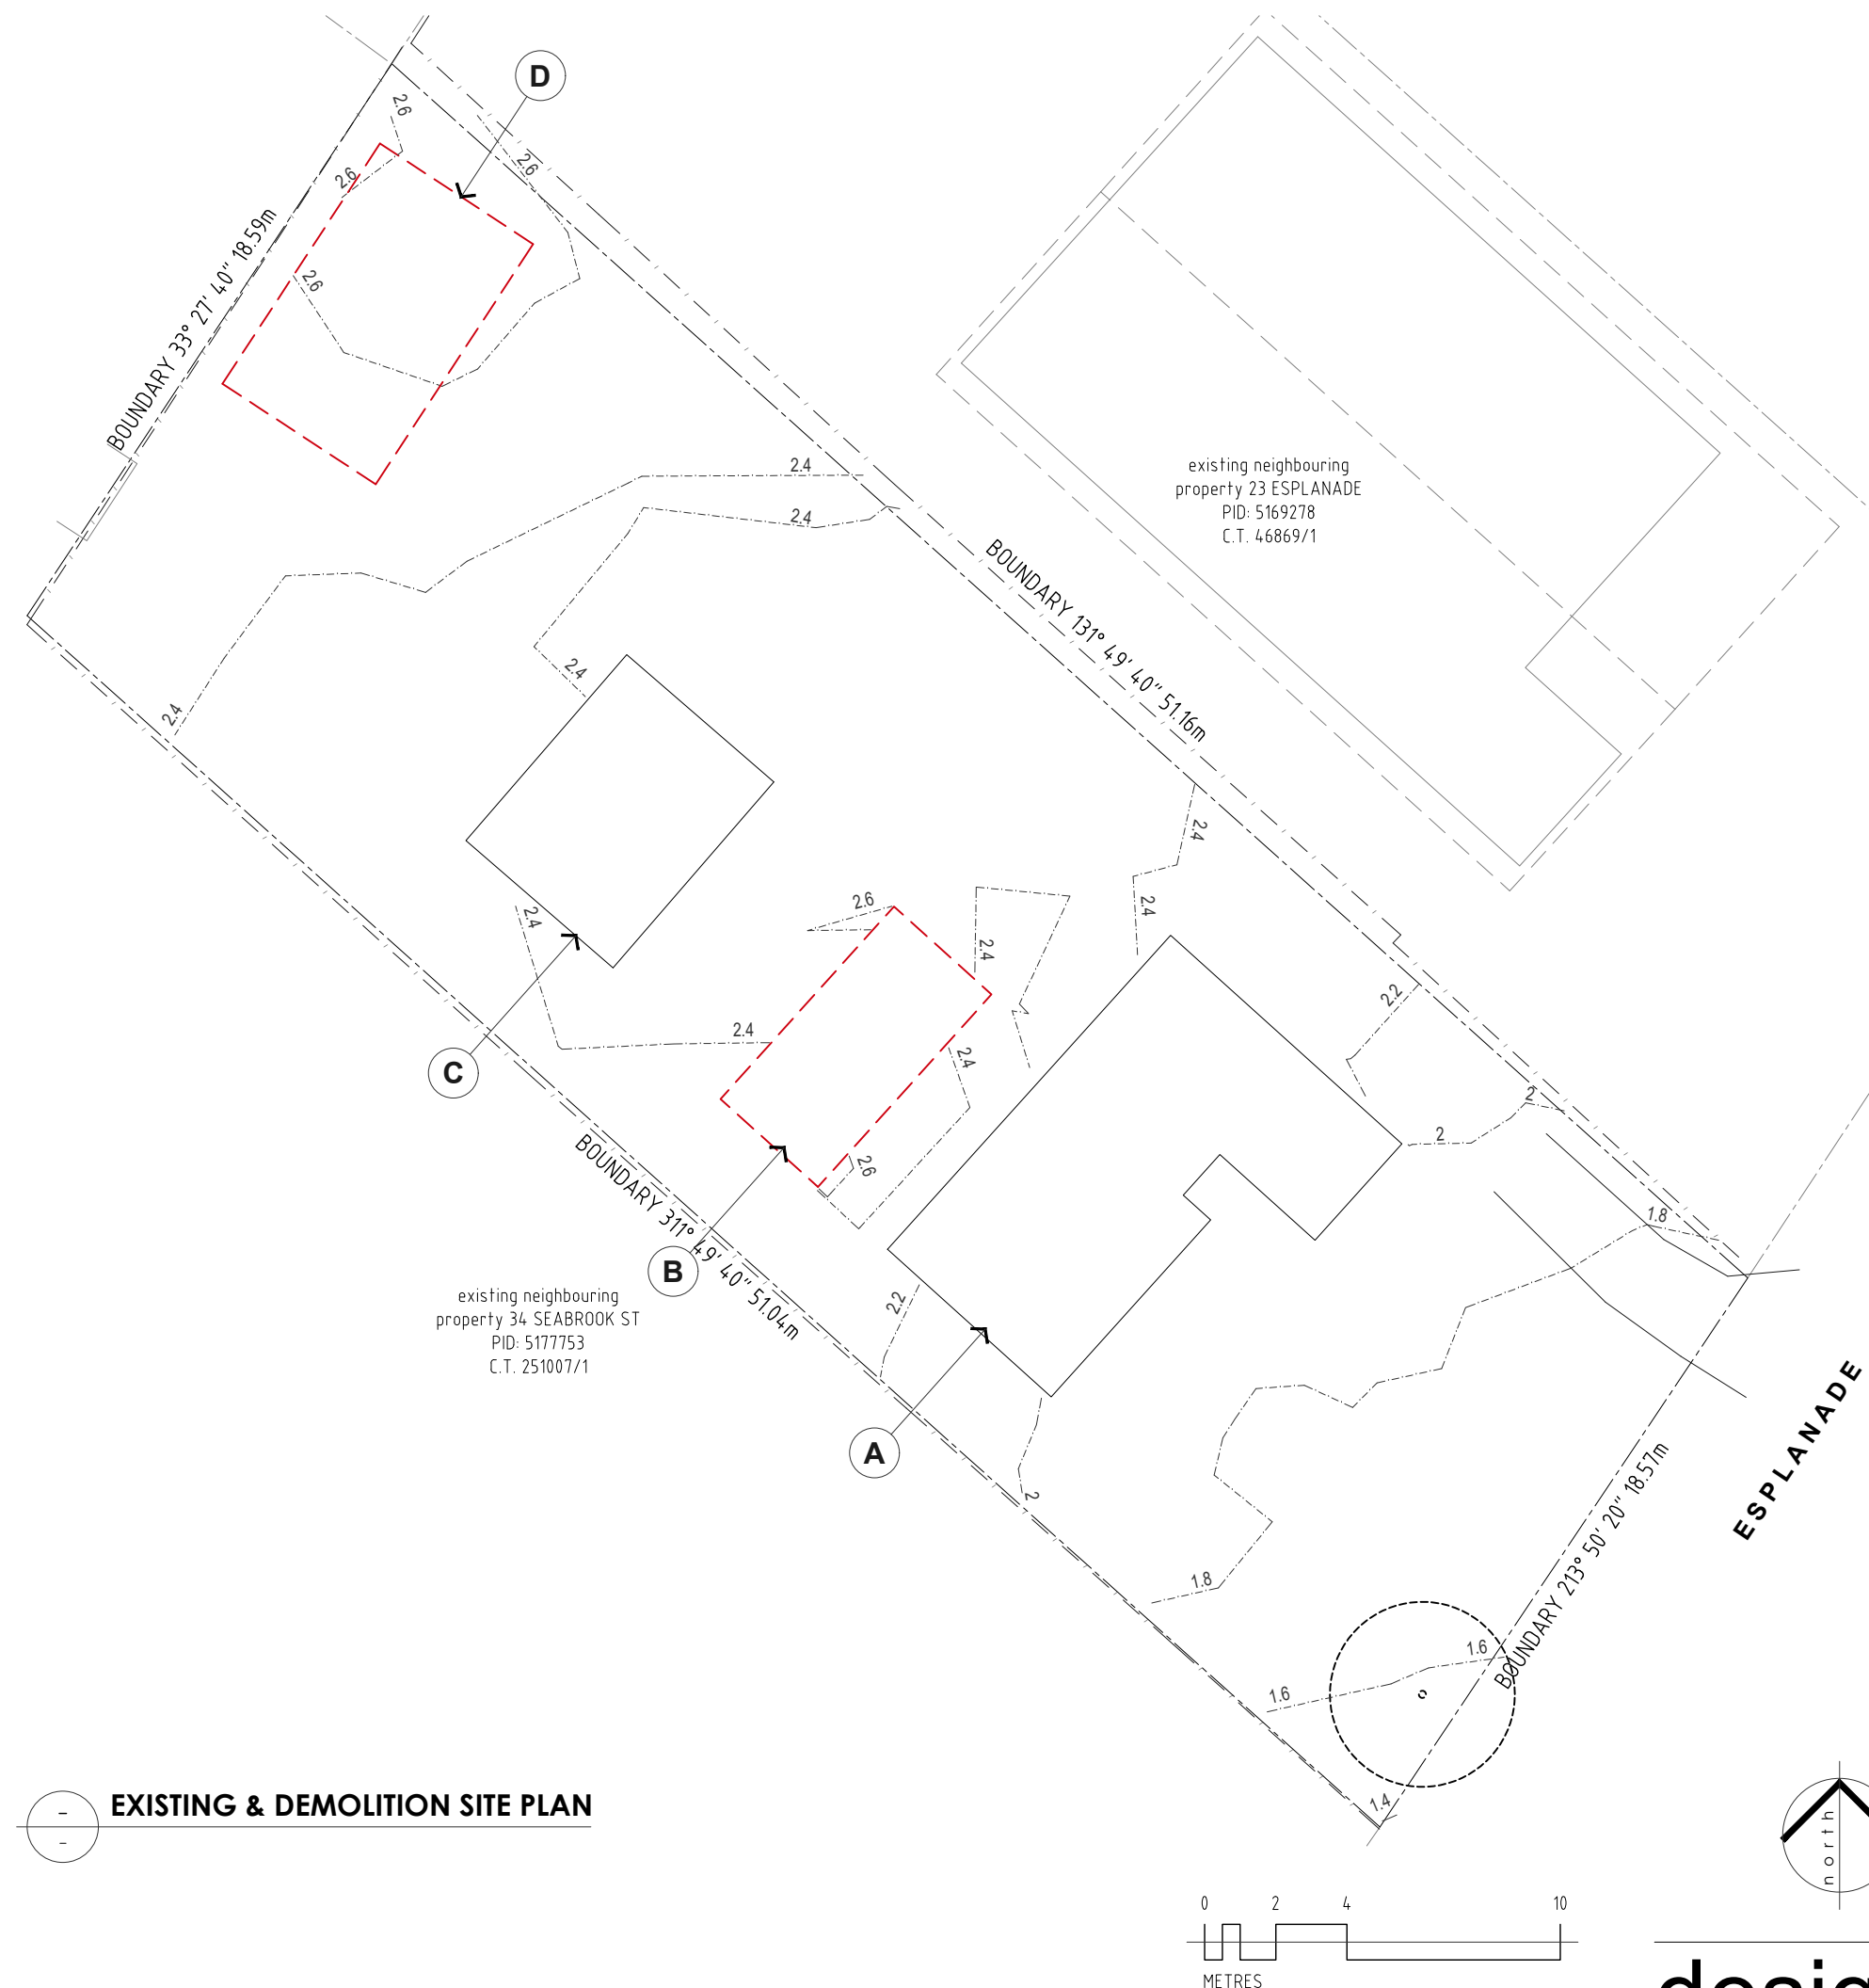 D
2.6
2.6
2.6
2.6
BOUNDARY 33° 27' 40" 18.59m
2.4
2.4
existing neighbouring
property 23 ESPLANADE
PID: 5169278
C.T. 46869/1
BOUNDARY 131° 49' 40" 51.16m
2.4
2.4
2.4
2.6
2.4
2.4
2.4
2.2
2.4
2.4
C
2
2
2.6
BOUNDARY 311° 49' 40" 51.04m
B
1.8
existing neighbouring
property 34 SEABROOK ST
PID: 5177753
C.T. 251007/1
2.2
A
ESPLANADE
2
BOUNDARY 213° 50' 20" 18.57m
1.8
1.6
1.6
1.4
-
-
EXISTING & DEMOLITION SITE PLAN
north
0 2 4 10
METRES